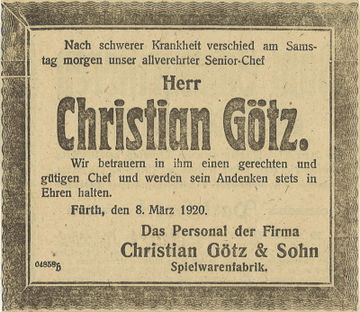 Nach schwerer Krankheit verschied am Sams-
tag morgen unser allverehrter Senior-Chef
Herr
Christian Götz.
Wir betrauern in ihm einen gerechten und
gütigen Chef und werden sein Andenken stets in
Ehren halten.
Fürth, den 8. März 1920.
Das Personal der Firma
Christian Götz & Sohn
Spielwarenfabrik.